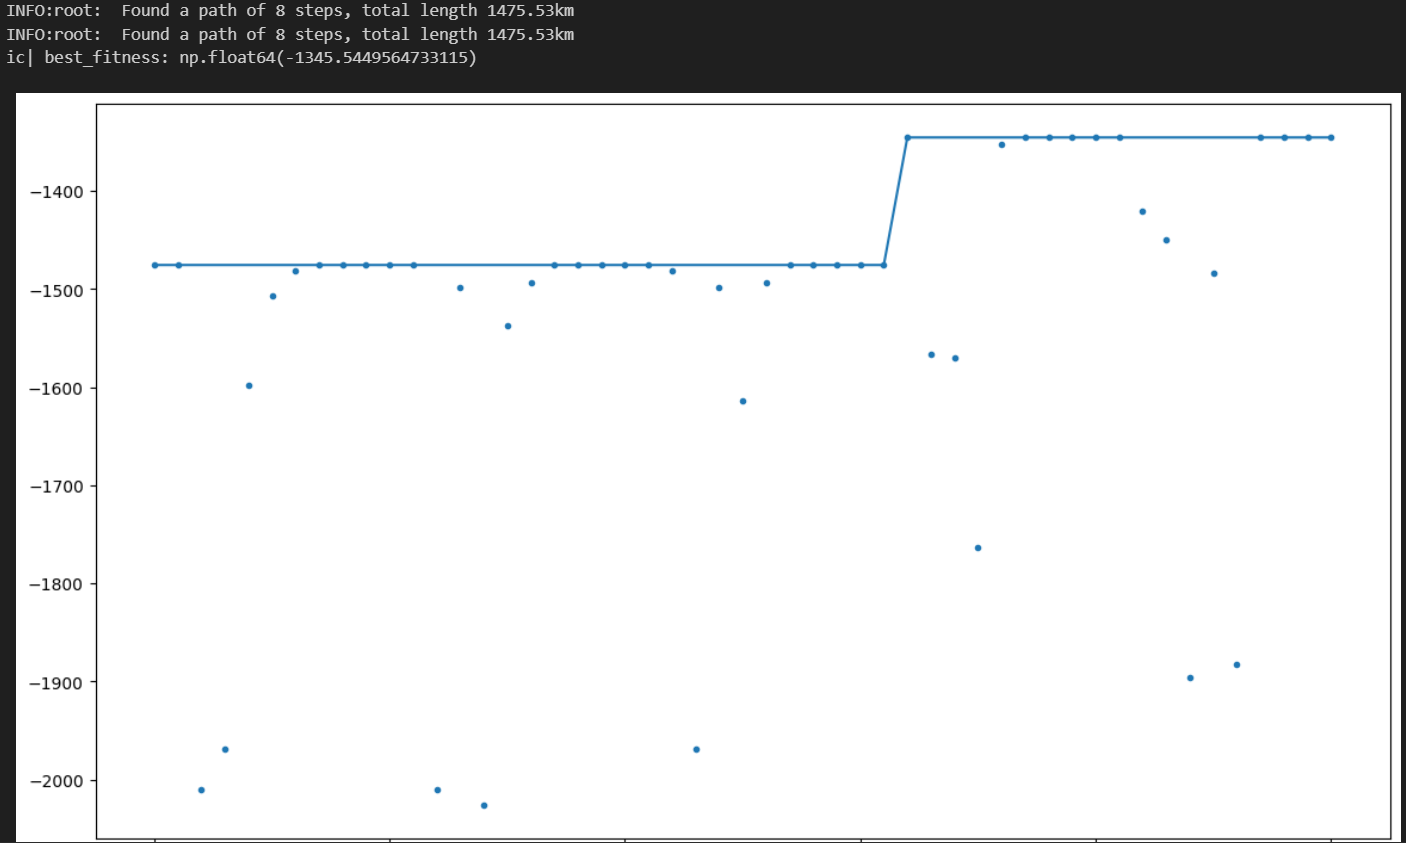 INFO:root:  Found a path of 8 steps, total length 1475.53km
INFO:root:  Found a path of 8 steps, total length 1475.53km
ic| best_fitness: np.float64(-1345.5449564733115)
−1400
−1500
−1600
−1700
−1800
−1900
−2000